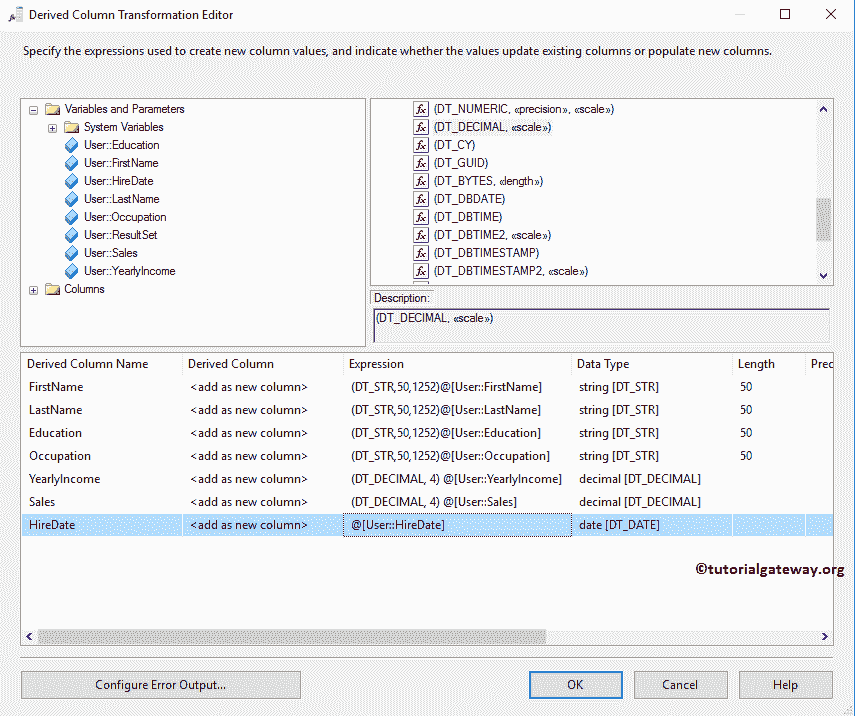 Derived Column Transformation Editor
Specify the expressions used to create new column values, and indicate whether the values update existing columns or populate new columns.
Variables and Parameters
System Variables
User::Education
User::FirstName
User::HireDate
User::LastName
User::Occupation
User::ResultSet
User::Sales
User::YearlyIncome
Columns
(DT_NUMERIC, «precision», «scale»)
(DT_DECIMAL, «scale»)
(DT_CY)
(DT_GUID)
(DT_BYTES, «length»)
(DT_DBDATE)
(DT_DBTIME)
(DT_DBTIME2, «scale»)
(DT_DBTIMESTAMP)
(DT_DBTIMESTAMP2, «scale»)
Description:
(DT_DECIMAL, «scale»)
Derived Column Name Derived Column Expression Data Type Length Prec
FirstName <add as new column> (DT_STR,50,1252)@[User::FirstName] string [DT_STR] 50
LastName <add as new column> (DT_STR,50,1252)@[User::LastName] string [DT_STR] 50
Education <add as new column> (DT_STR,50,1252)@[User::Education] string [DT_STR] 50
Occupation <add as new column> (DT_STR,50,1252)@[User::Occupation] string [DT_STR] 50
YearlyIncome <add as new column> (DT_DECIMAL, 4) @[User::YearlyIncome] decimal [DT_DECIMAL]
Sales <add as new column> (DT_DECIMAL, 4) @[User::Sales] decimal [DT_DECIMAL]
HireDate <add as new column> @[User::HireDate] date [DT_DATE]
©tutorialgateway.org
Configure Error Output... OK Cancel Help